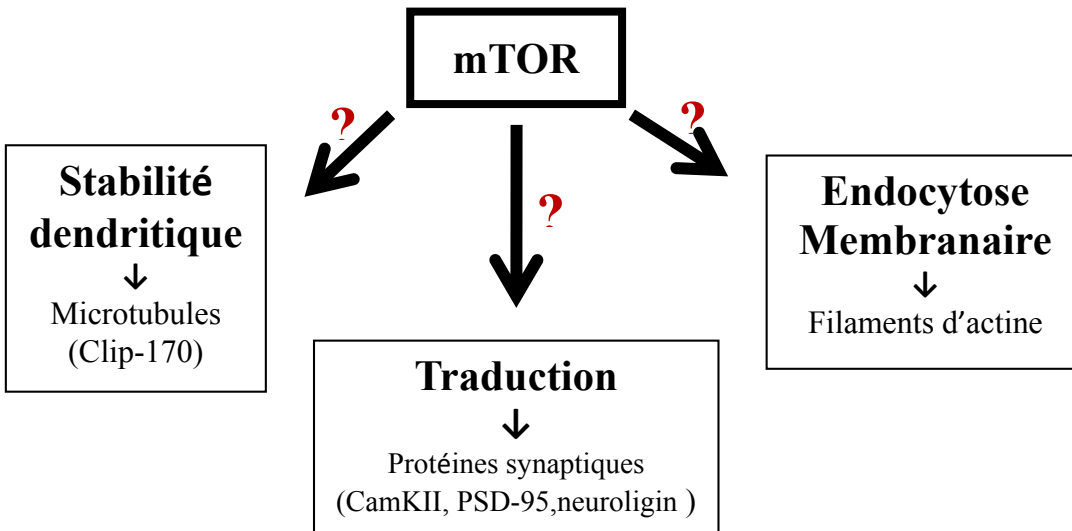 mTOR
?
?
?
Stabilité
dendritique
↓
Microtubules
(Clip-170)
Traduction
↓
Protéines synaptiques
(CamKII, PSD-95,neuroligin )
Endocytose
Membranaire
↓
Filaments d’actine